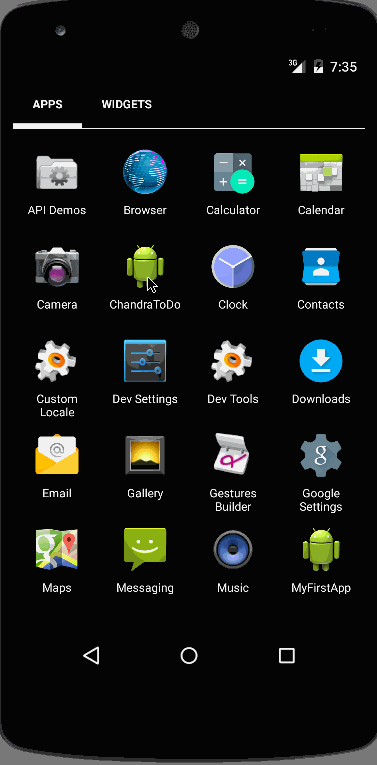 3G 7:35
APPS WIDGETS
API Demos Browser Calculator Calendar
Camera ChandraToDo Clock Contacts
Custom Locale Dev Settings Dev Tools Downloads
Email Gallery Gestures Builder Google Settings
Maps Messaging Music MyFirstApp